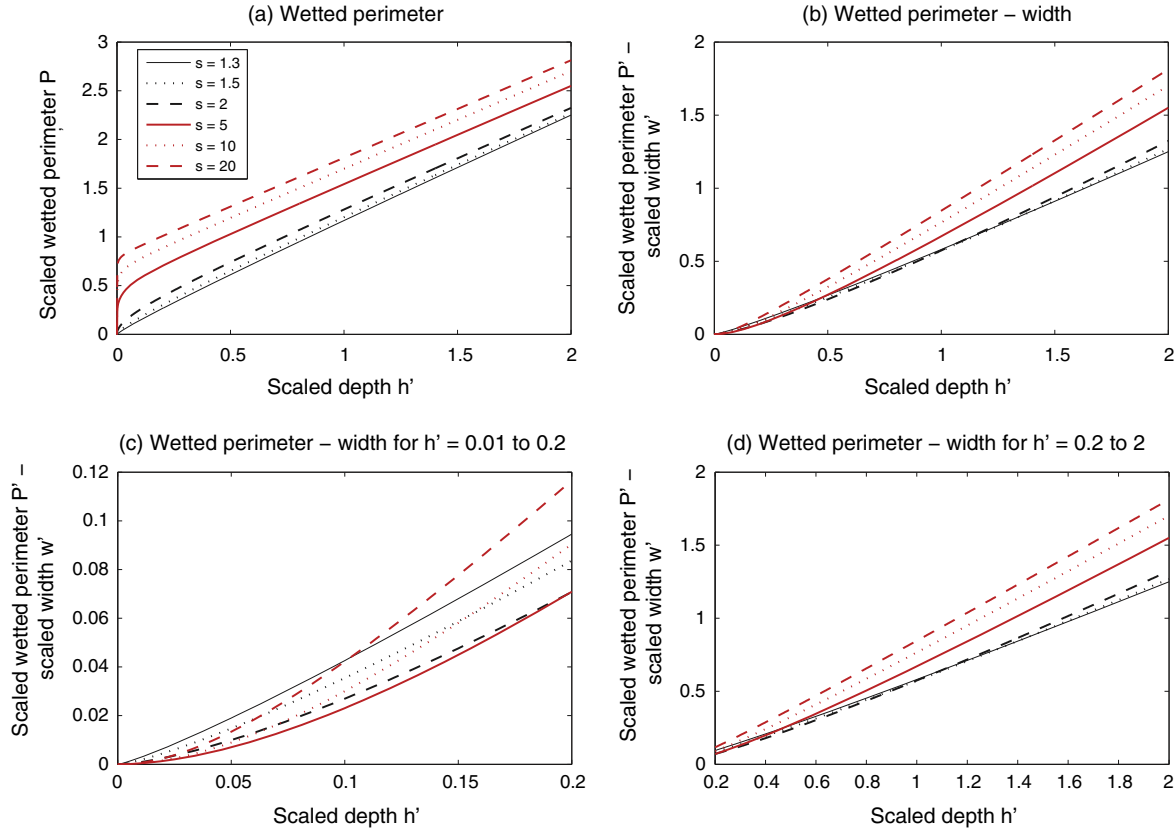 (a) Wetted perimeter
Scaled wetted perimeter P'
3
2.5
2
1.5
1
0.5
0
s = 1.3
s = 1.5
s = 2
s = 5
s = 10
s = 20
0 0.5 1 1.5 2
Scaled depth h'
(b) Wetted perimeter – width
Scaled wetted perimeter P' –
scaled width w'
2
1.5
1
0.5
0
0 0.5 1 1.5 2
Scaled depth h'
(c) Wetted perimeter – width for h' = 0.01 to 0.2
Scaled wetted perimeter P' –
scaled width w'
0.12
0.1
0.08
0.06
0.04
0.02
0
0 0.05 0.1 0.15 0.2
Scaled depth h'
(d) Wetted perimeter – width for h' = 0.2 to 2
Scaled wetted perimeter P' –
scaled width w'
2
1.5
1
0.5
0
0.2 0.4 0.6 0.8 1 1.2 1.4 1.6 1.8 2
Scaled depth h'